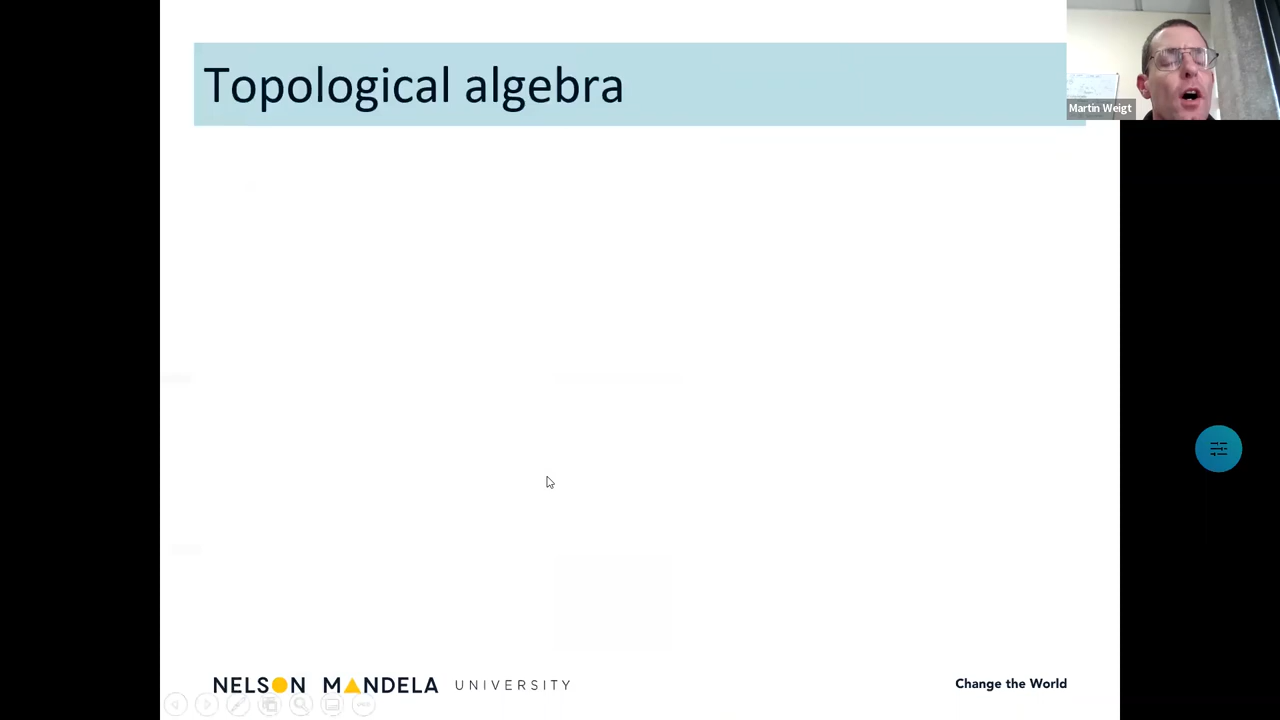 Topological algebra
Martin Weigt
NELSON MANDELA UNIVERSITY
Change the World